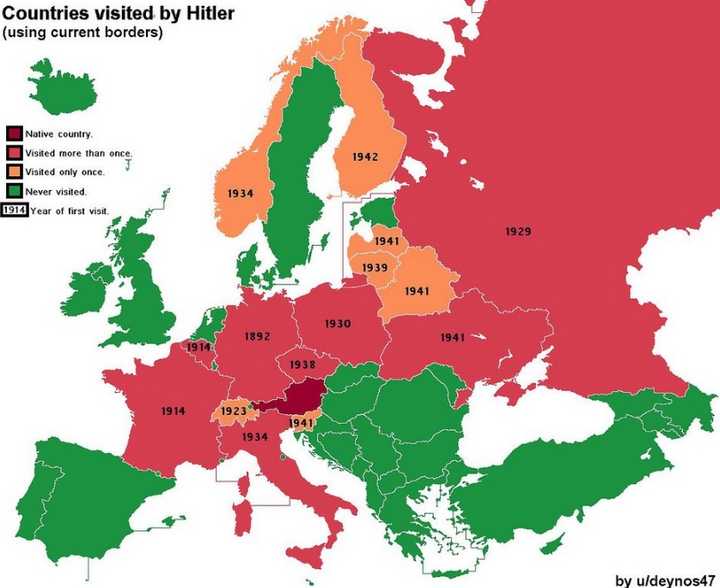 Countries visited by Hitler
(using current borders)
Native country.
Visited more than once.
Visited only once.
Never visited.
1914 Year of first visit.
1942
1934
1929
1941
1939
1941
1892
1930
1941
1914
1938
1914
1923
1941
1934
by u/deynos47